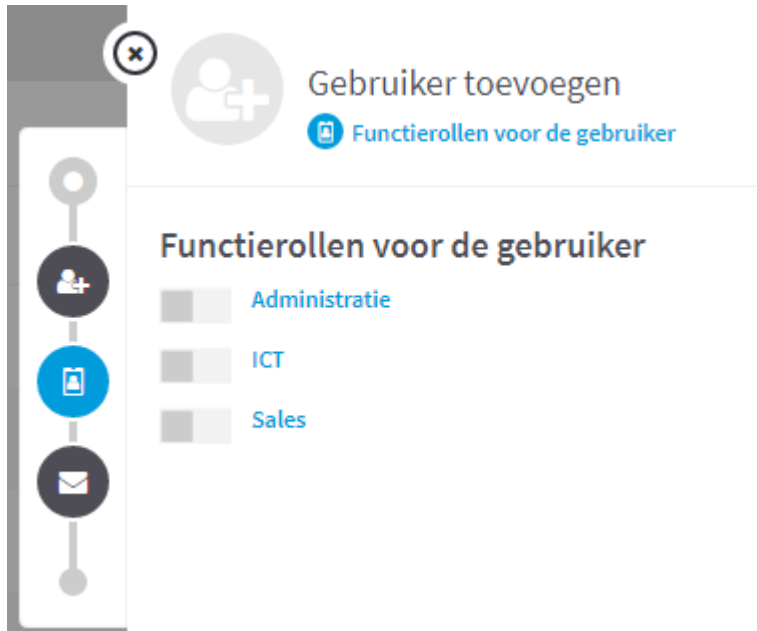 Gebruiker toevoegen
Functierollen voor de gebruiker
Functierollen voor de gebruiker
Administratie
ICT
Sales